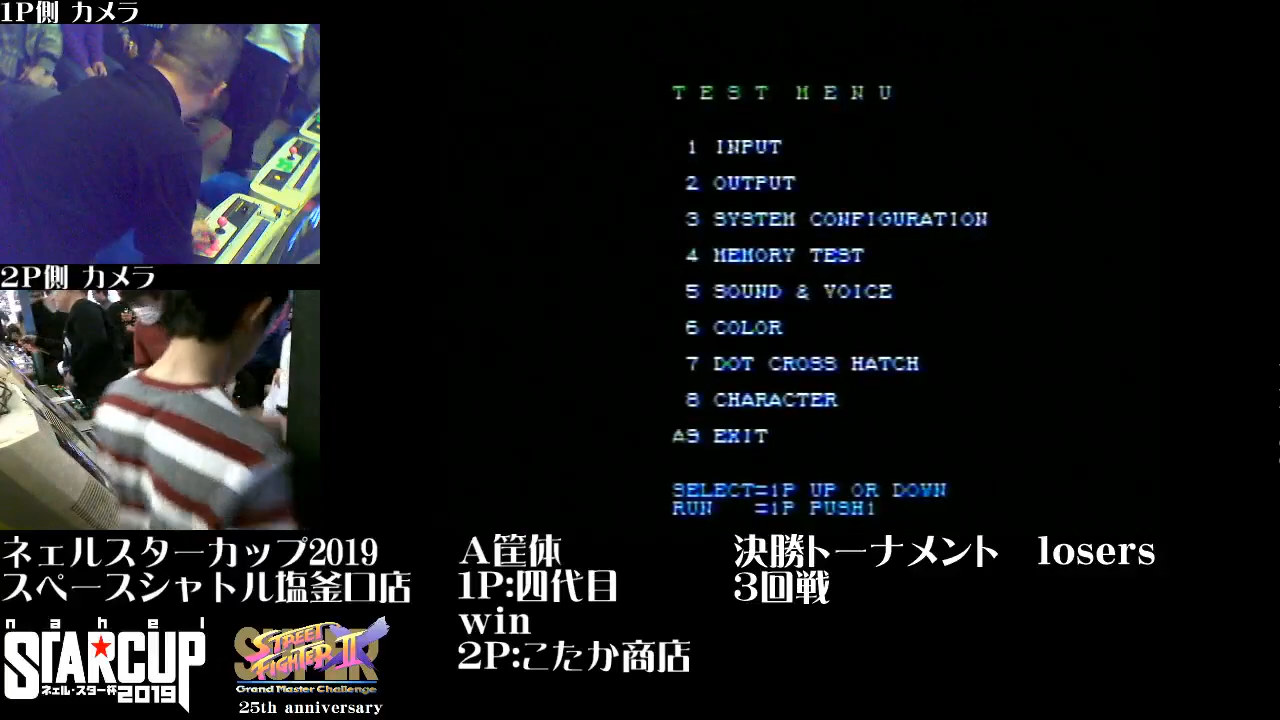 1P側 カメラ
2P側 カメラ
TEST MENU
1 INPUT
2 OUTPUT
3 SYSTEM CONFIGURATION
4 MEMORY TEST
5 SOUND & VOICE
6 COLOR
7 DOT CROSS HATCH
8 CHARACTER
A9 EXIT
SELECT=1P UP OR DOWN
RUN =1P PUSH1
ネェルスターカップ2019
スペースシャトル塩釜口店
A筐体
1P:四代目
win
2P:こたか商店
決勝トーナメント losers
3回戦
nahel
STARCUP
ネェル・スター杯2019
SUPER
STREET FIGHTER II X
Grand Master Challenge
25th anniversary